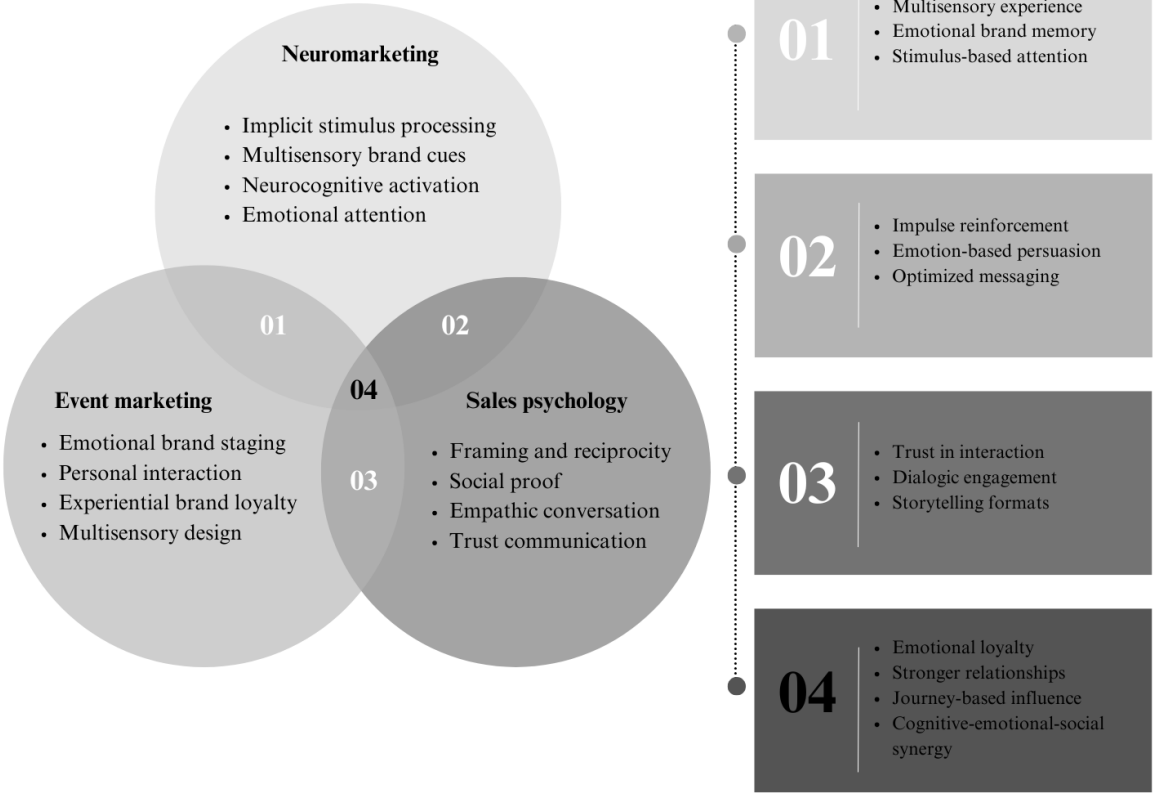 Neuromarketing
• Implicit stimulus processing
• Multisensory brand cues
• Neurocognitive activation
• Emotional attention
01
02
04
03
Event marketing
• Emotional brand staging
• Personal interaction
• Experiential brand loyalty
• Multisensory design
Sales psychology
• Framing and reciprocity
• Social proof
• Empathic conversation
• Trust communication
01
• Multisensory experience
• Emotional brand memory
• Stimulus-based attention
02
• Impulse reinforcement
• Emotion-based persuasion
• Optimized messaging
03
• Trust in interaction
• Dialogic engagement
• Storytelling formats
04
• Emotional loyalty
• Stronger relationships
• Journey-based influence
• Cognitive-emotional-social
synergy